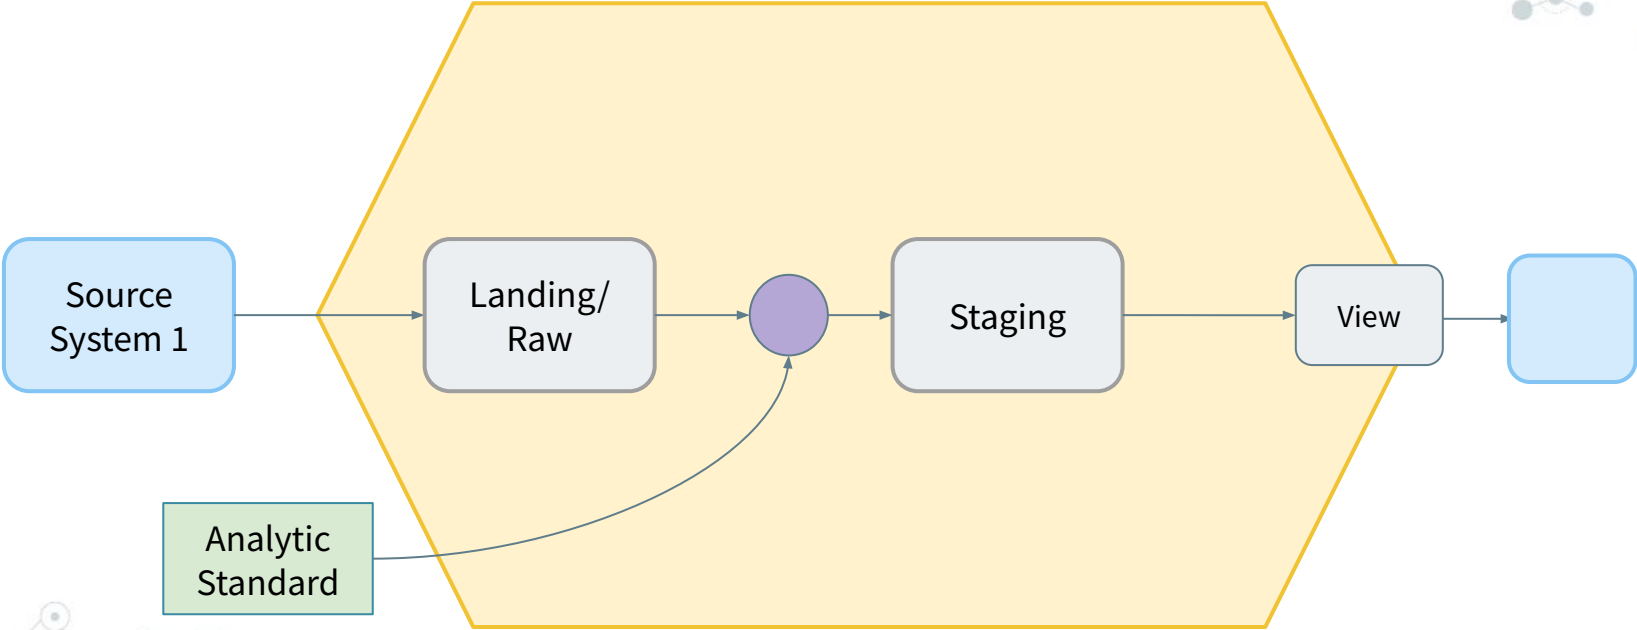 Source
System 1
Landing/
Raw
Staging
View
Analytic
Standard